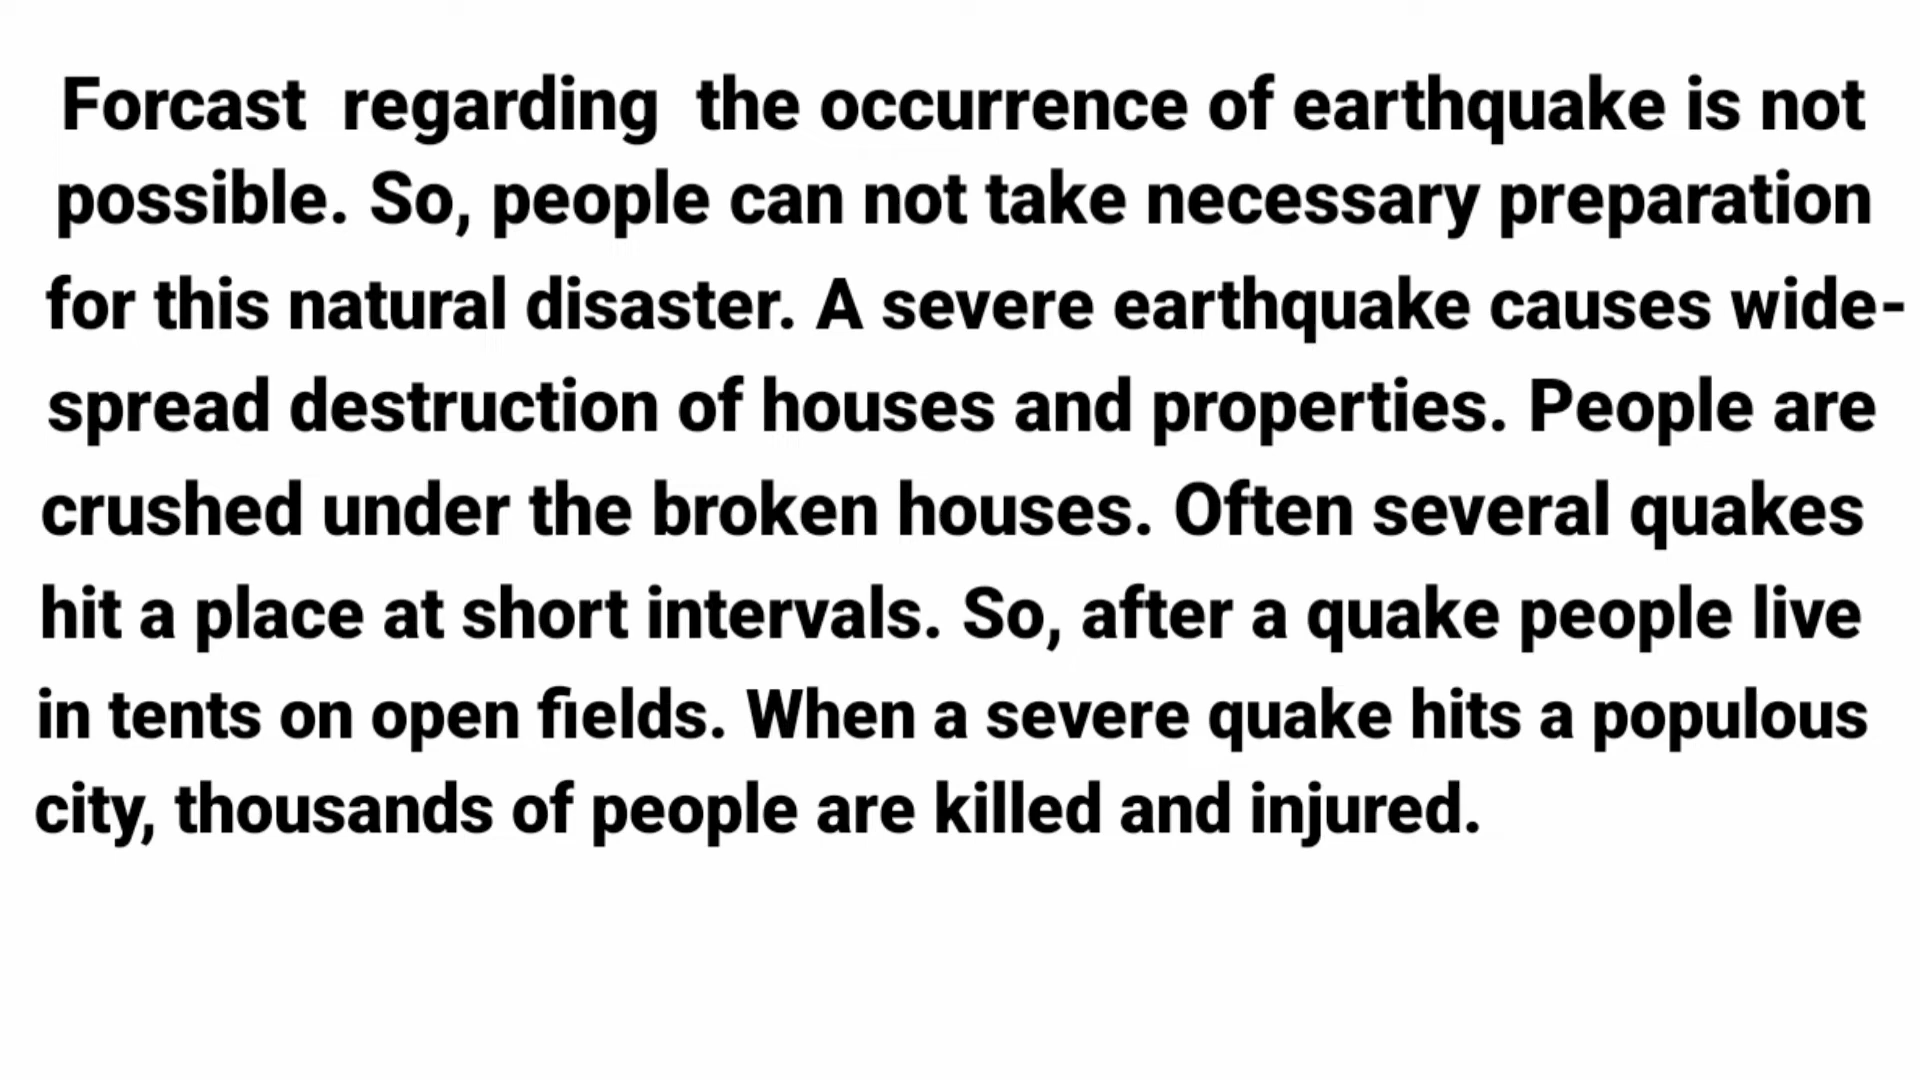 Forcast regarding the occurrence of earthquake is not
possible. So, people can not take necessary preparation
for this natural disaster. A severe earthquake causes wide-
spread destruction of houses and properties. People are
crushed under the broken houses. Often several quakes
hit a place at short intervals. So, after a quake people live
in tents on open fields. When a severe quake hits a populous
city, thousands of people are killed and injured.